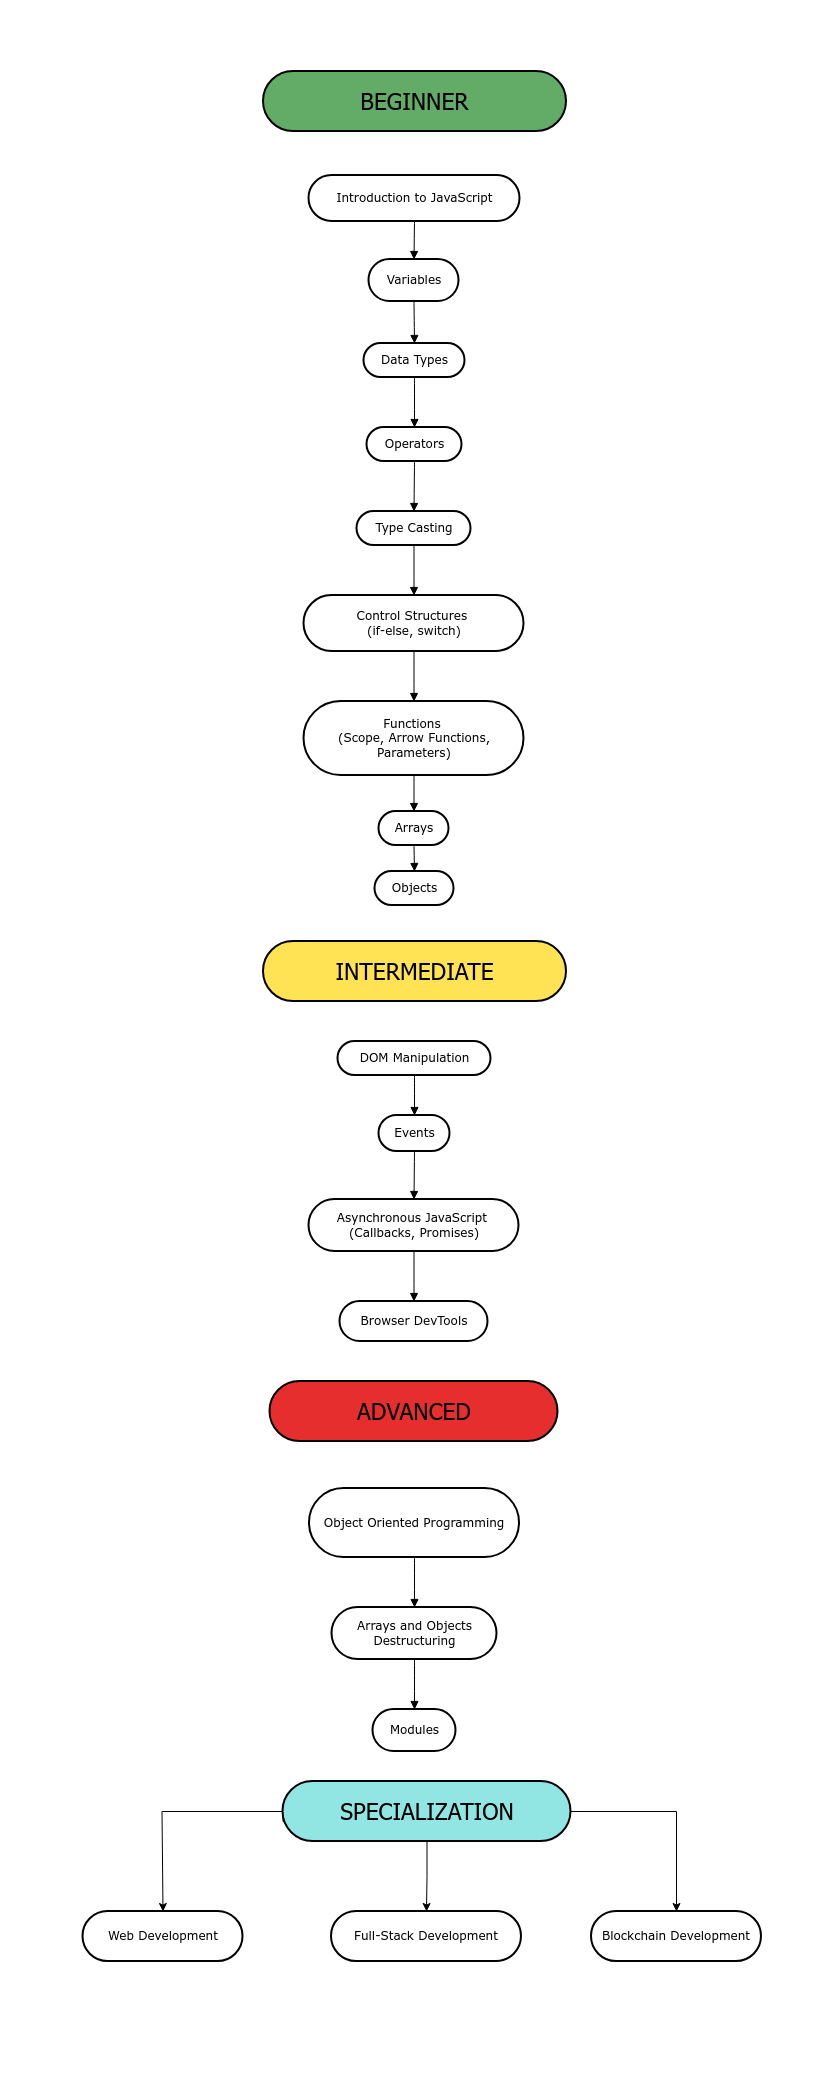 BEGINNER
Introduction to JavaScript
Variables
Data Types
Operators
Type Casting
Control Structures
(if-else, switch)
Functions
(Scope, Arrow Functions,
Parameters)
Arrays
Objects
INTERMEDIATE
DOM Manipulation
Events
Asynchronous JavaScript
(Callbacks, Promises)
Browser DevTools
ADVANCED
Object Oriented Programming
Arrays and Objects
Destructuring
Modules
SPECIALIZATION
Web Development
Full-Stack Development
Blockchain Development